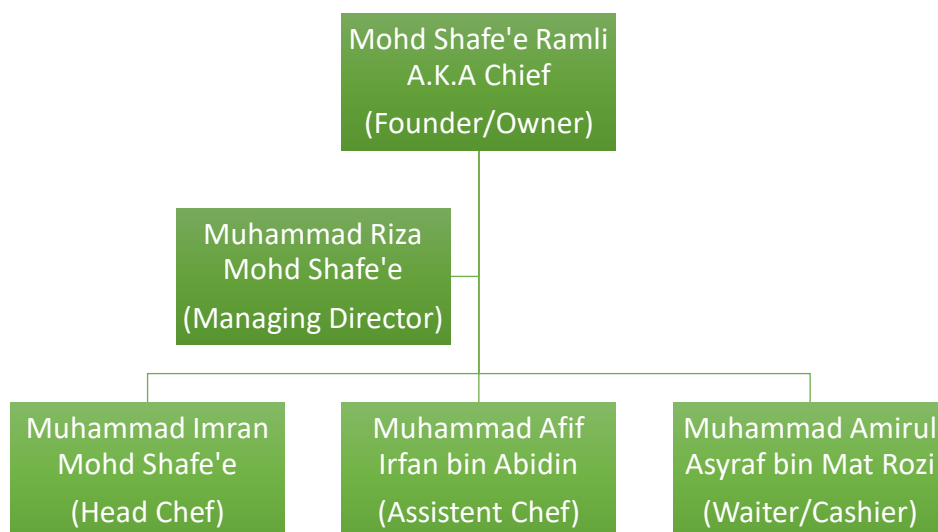 Mohd Shafe'e Ramli
A.K.A Chief
(Founder/Owner)
Muhammad Riza
Mohd Shafe'e
(Managing Director)
Muhammad Imran
Mohd Shafe'e
(Head Chef)
Muhammad Afif
Irfan bin Abidin
(Assistent Chef)
Muhammad Amirul
Asyraf bin Mat Rozi
(Waiter/Cashier)